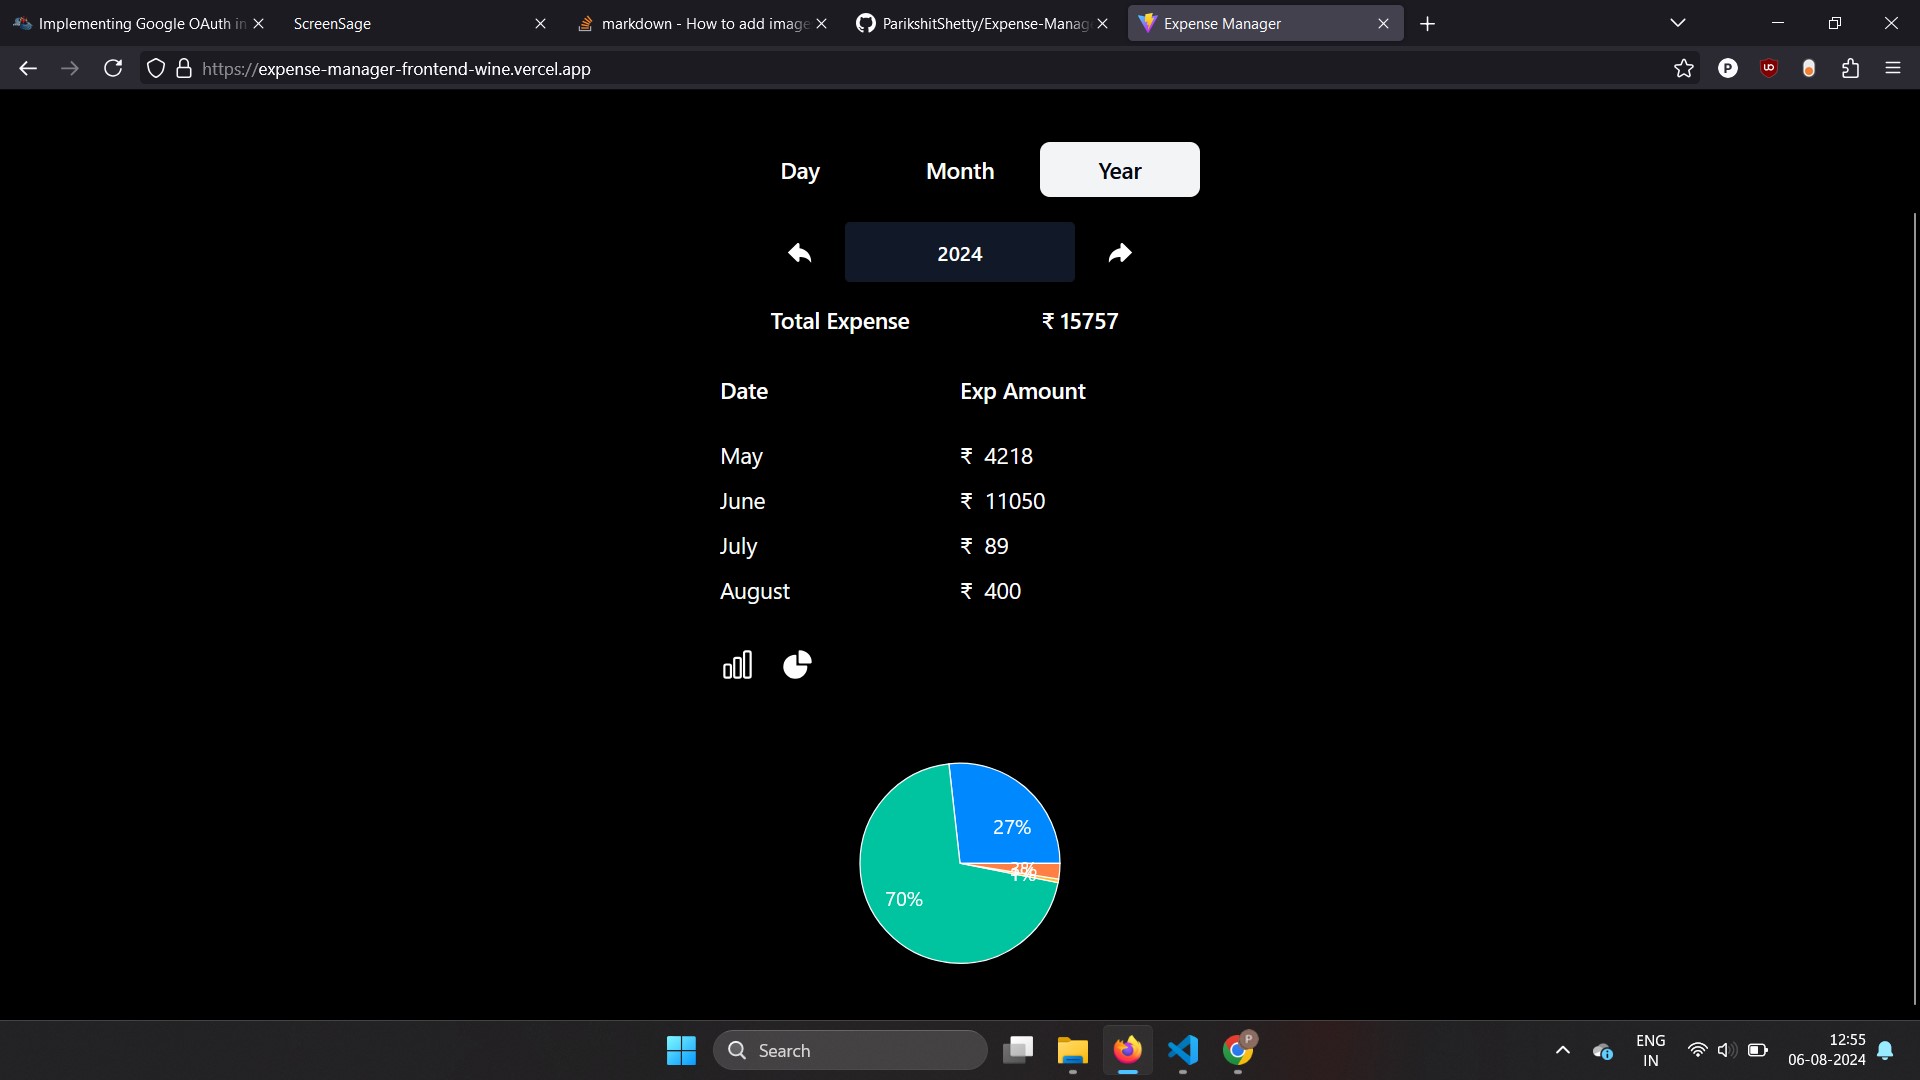 Implementing Google OAuth in
ScreenSage
markdown - How to add image
ParikshitShetty/Expense-Manag
Expense Manager
https://expense-manager-frontend-wine.vercel.app
P
Day
Month
Year
2024
Total Expense
₹ 15757
Date
Exp Amount
May
₹ 4218
June
₹ 11050
July
₹ 89
August
₹ 400
27%
1%
70%
Search
P
ENG
IN
12:55
06-08-2024